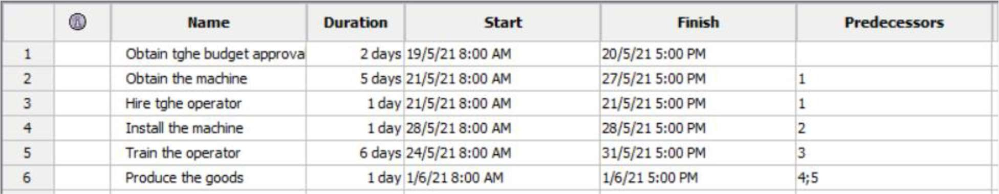 Name Duration Start Finish Predecessors
1 Obtain tghe budget approva 2 days 19/5/21 8:00 AM 20/5/21 5:00 PM
2 Obtain the machine 5 days 21/5/21 8:00 AM 27/5/21 5:00 PM 1
3 Hire tghe operator 1 day 21/5/21 8:00 AM 21/5/21 5:00 PM 1
4 Install the machine 1 day 28/5/21 8:00 AM 28/5/21 5:00 PM 2
5 Train the operator 6 days 24/5/21 8:00 AM 31/5/21 5:00 PM 3
6 Produce the goods 1 day 1/6/21 8:00 AM 1/6/21 5:00 PM 4;5